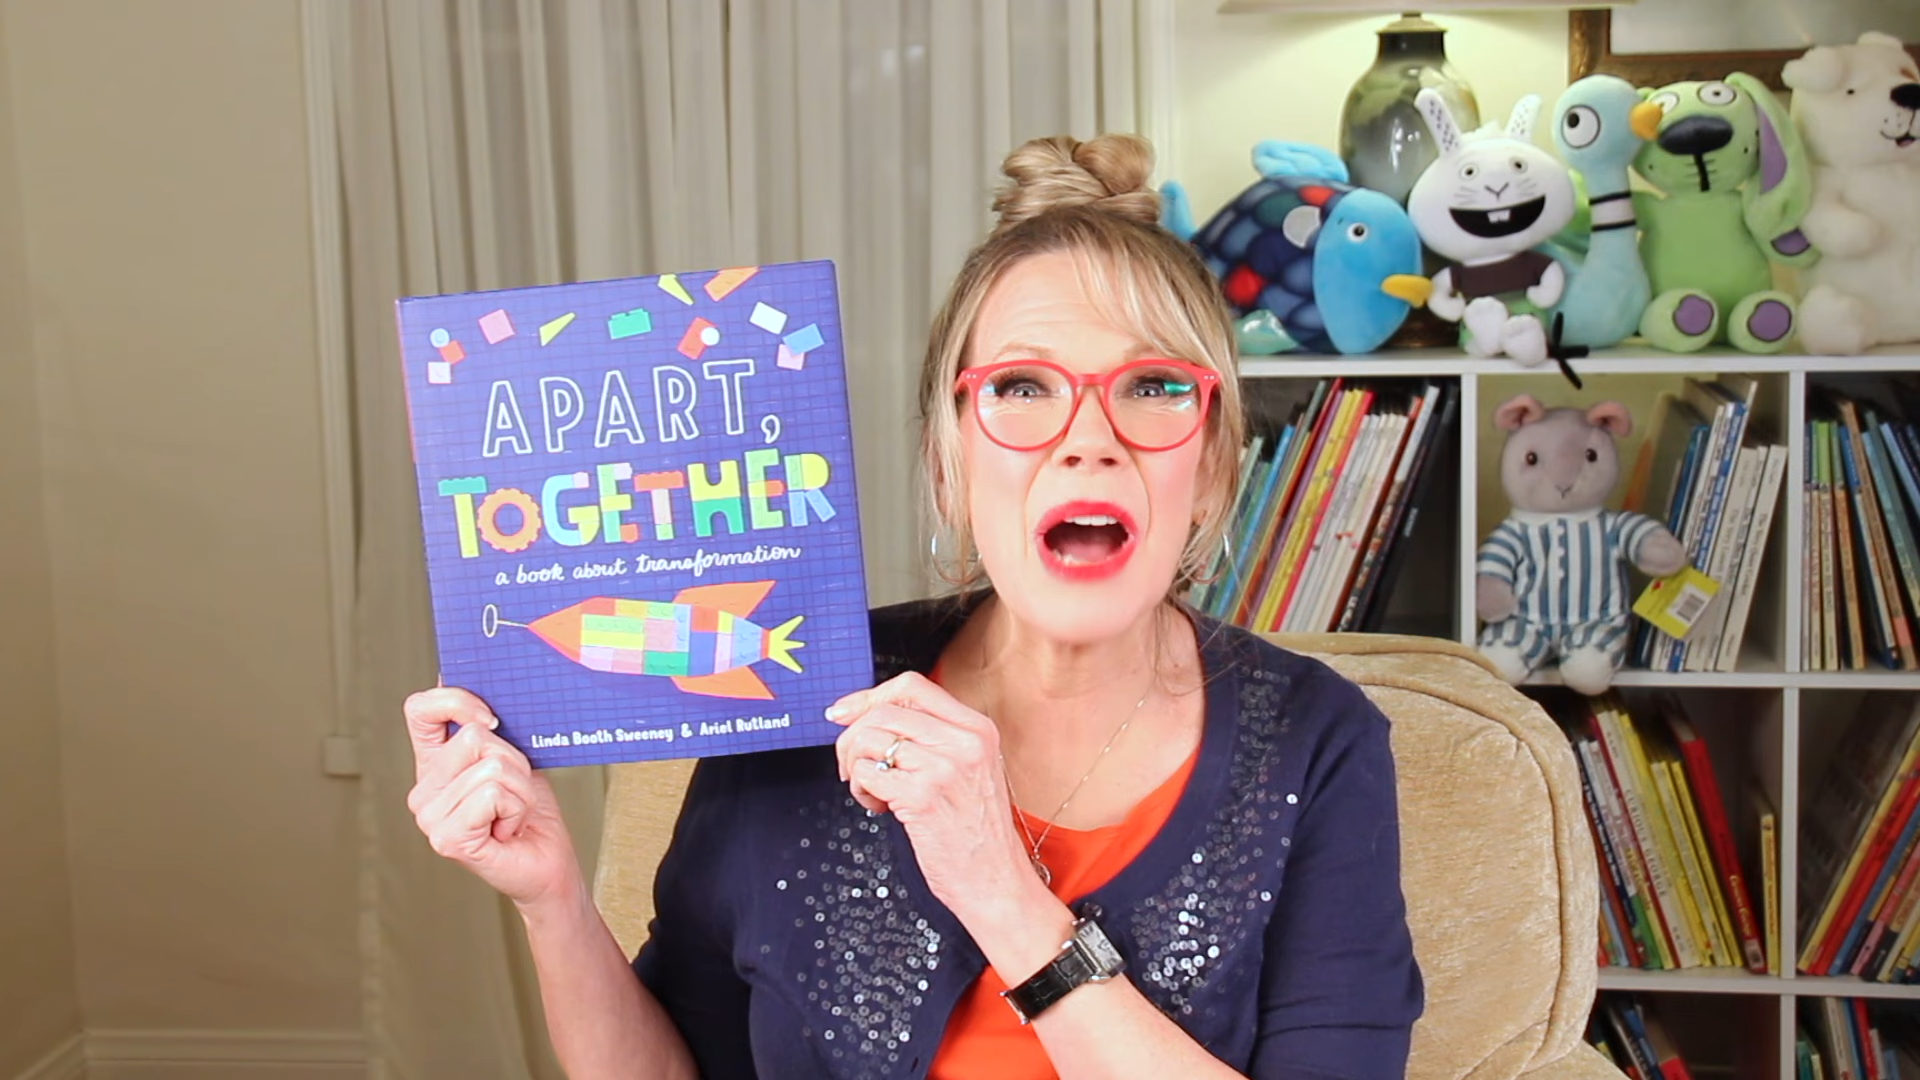 APART,
TOGETHER
a book about transformation
Linda Booth Sweeney & Ariel Rutland